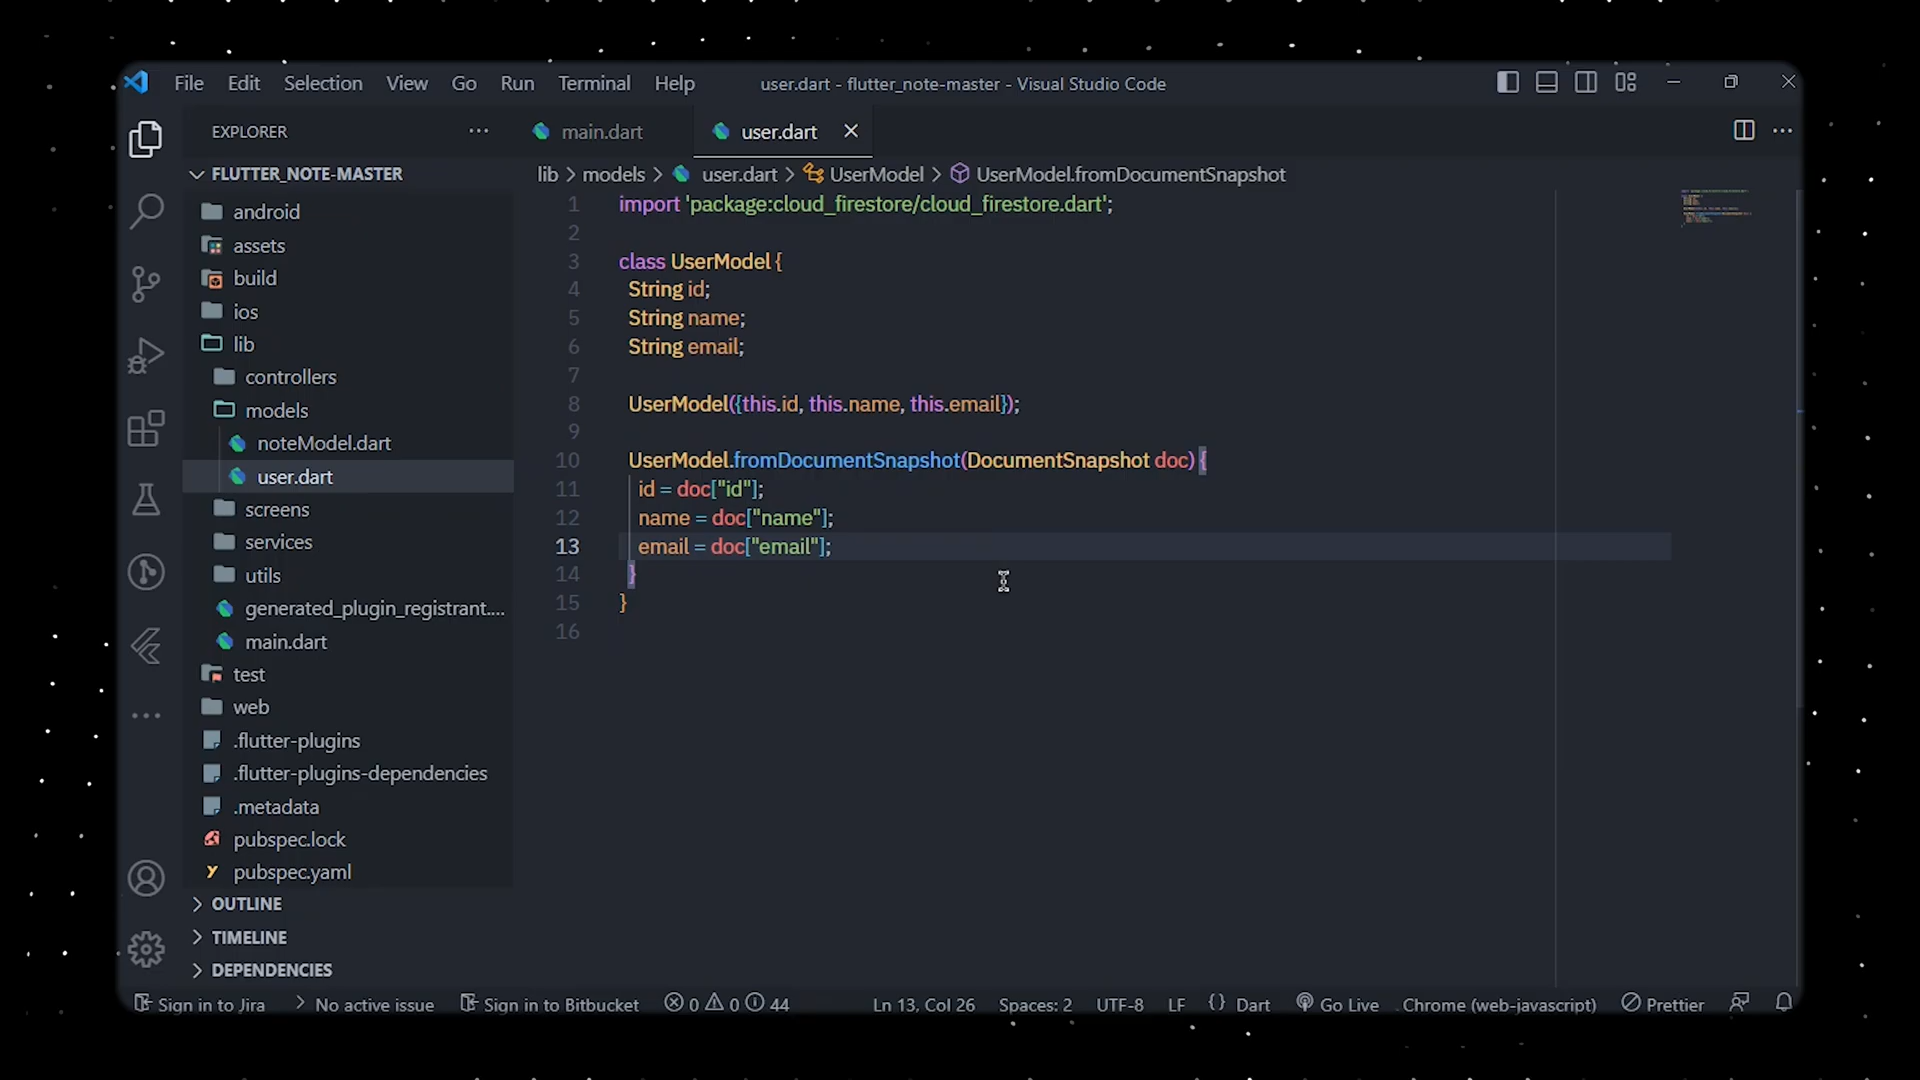 File Edit Selection View Go Run Terminal Help user.dart - flutter_note-master - Visual Studio Code
EXPLORER
FLUTTER_NOTE-MASTER
android
assets
build
ios
lib
controllers
models
noteModel.dart
user.dart
screens
services
utils
generated_plugin_registrant....
main.dart
test
web
.flutter-plugins
.flutter-plugins-dependencies
.metadata
pubspec.lock
pubspec.yaml
OUTLINE
TIMELINE
DEPENDENCIES
main.dart user.dart
lib > models > user.dart > UserModel > UserModel.fromDocumentSnapshot
1 import 'package:cloud_firestore/cloud_firestore.dart';
2
3 class UserModel {
4 String id;
5 String name;
6 String email;
7
8 UserModel({this.id, this.name, this.email});
9
10 UserModel.fromDocumentSnapshot(DocumentSnapshot doc) {
11 id = doc["id"];
12 name = doc["name"];
13 email = doc["email"];
14 }
15 }
16
Sign in to Jira No active issue Sign in to Bitbucket 0 0 44 Ln 13, Col 26 Spaces: 2 UTF-8 LF {} Dart Go Live Chrome (web-javascript) Prettier